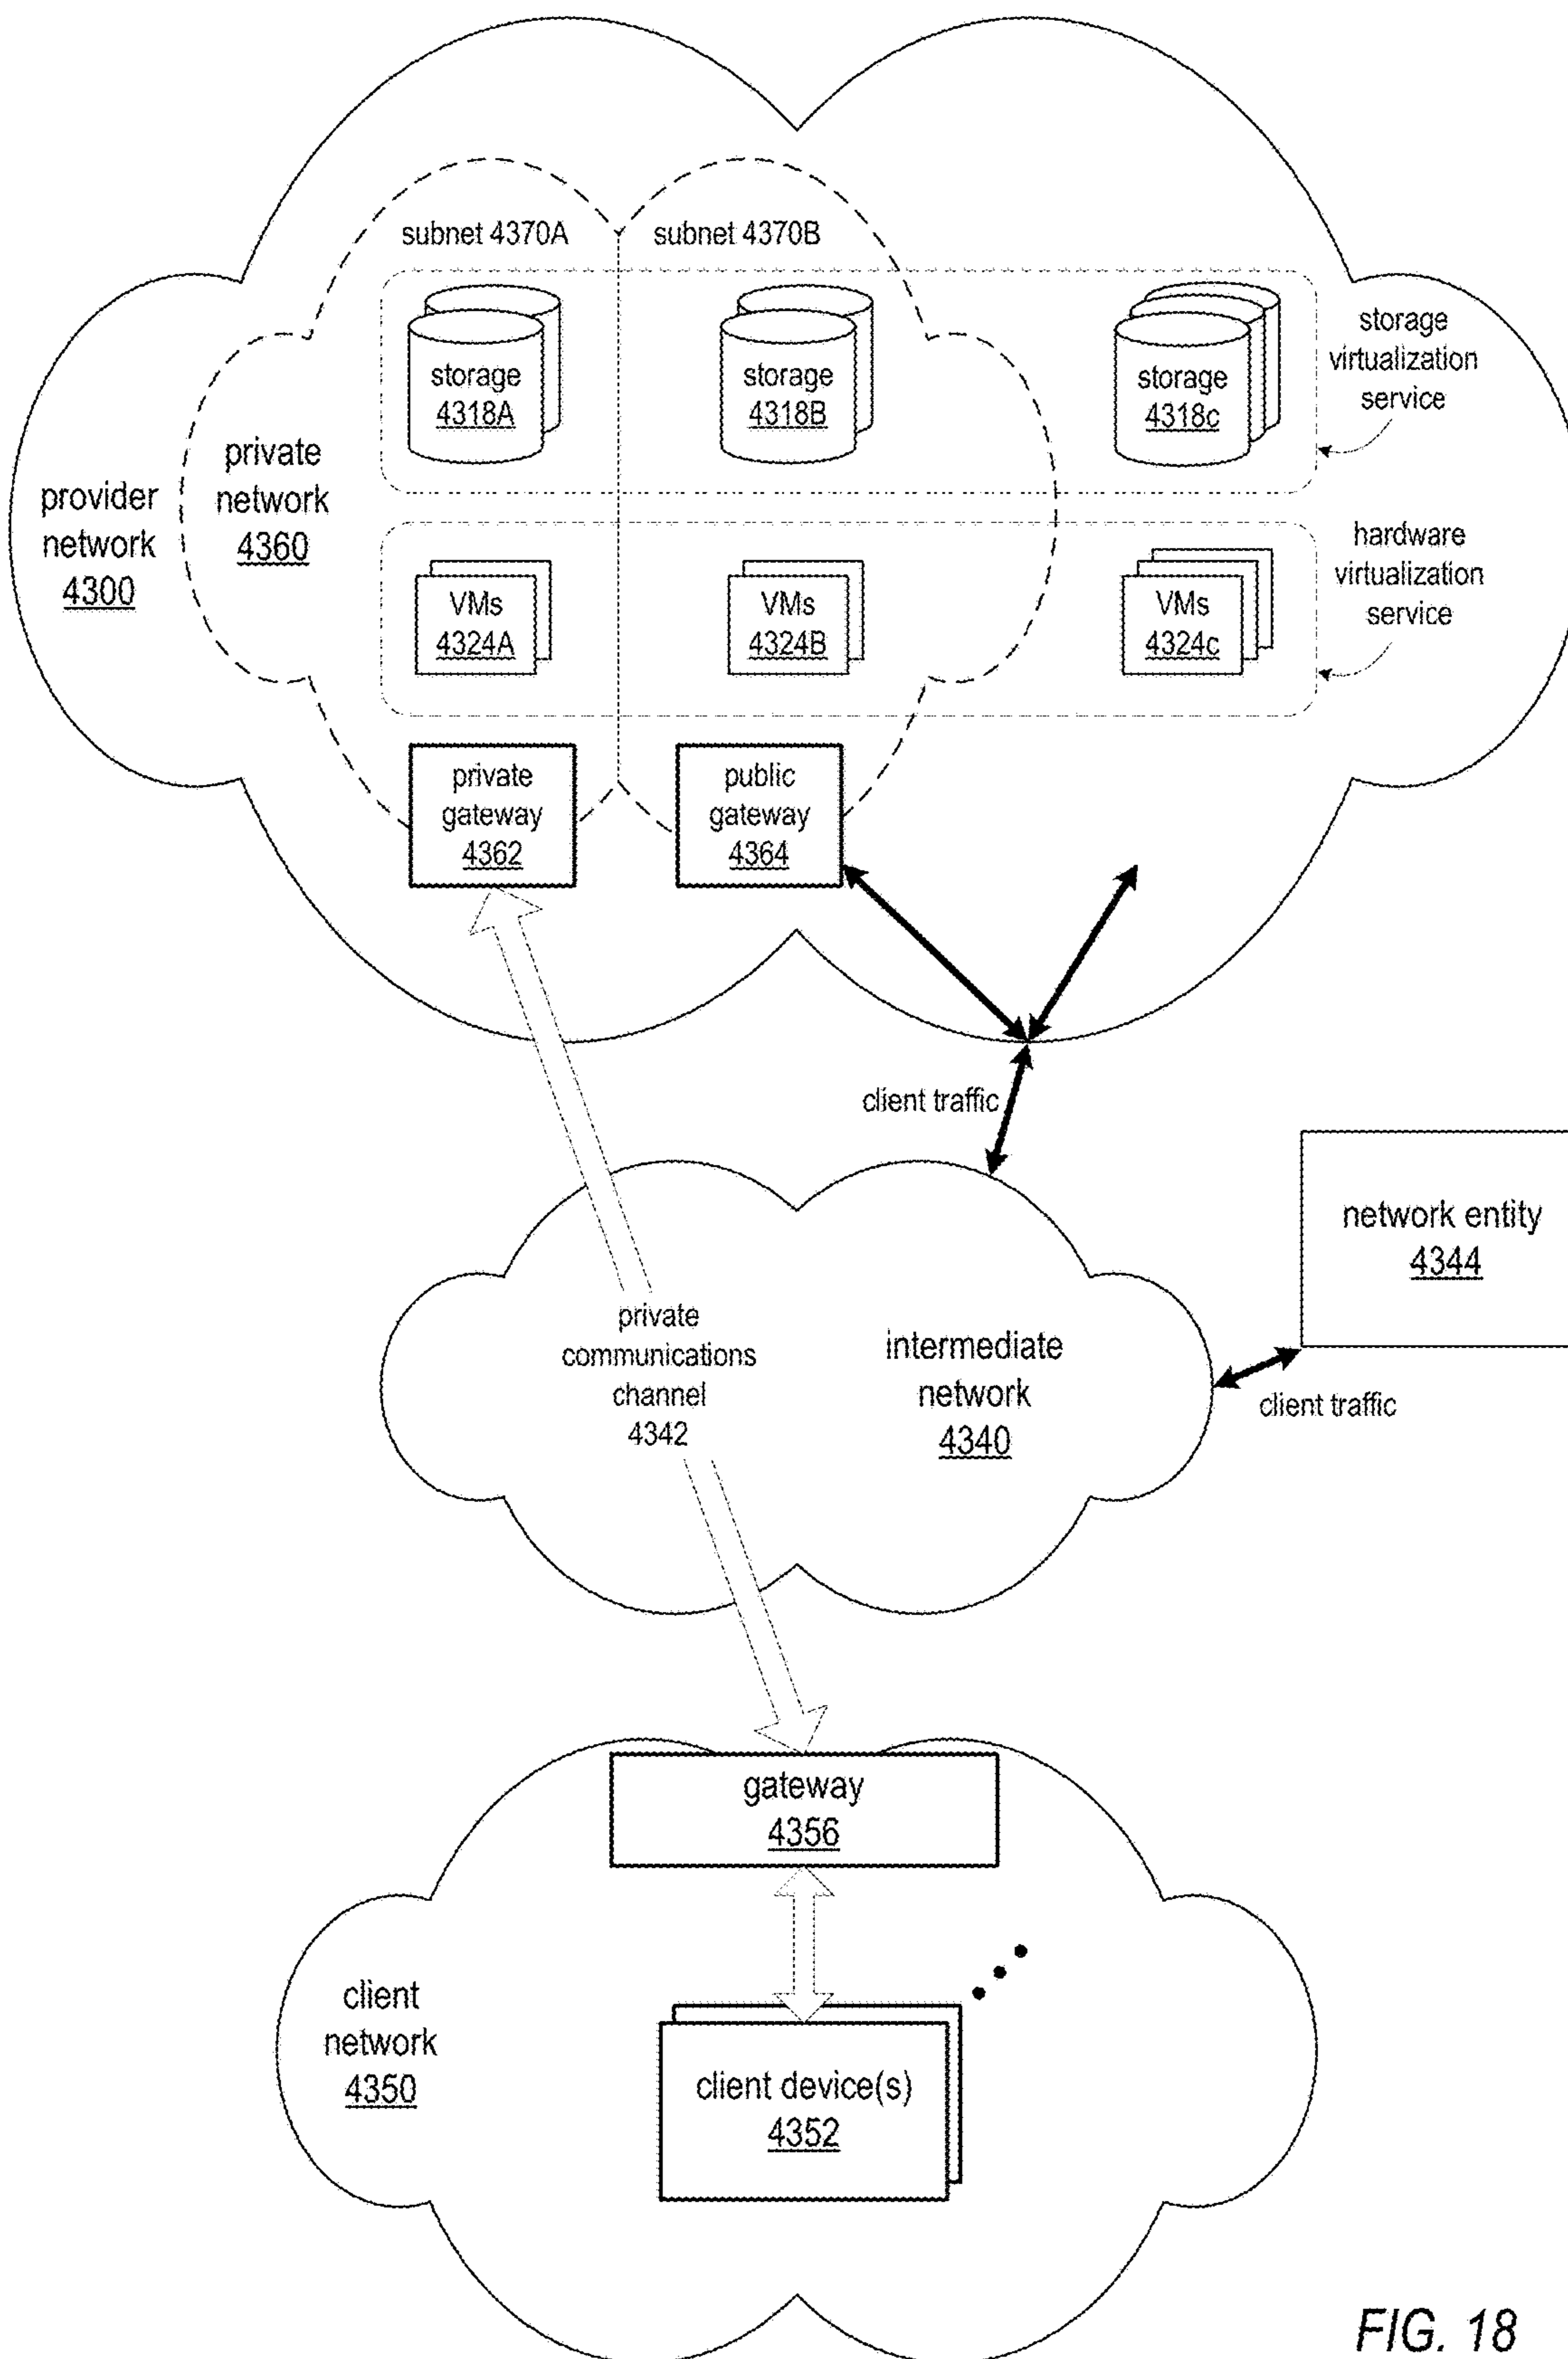 subnet 4370A
subnet 4370B
storage
4318A
storage
4318B
storage
4318c
storage
virtualization
service
provider
network
4300
private
network
4360
VMs
4324A
VMs
4324B
VMs
4324c
hardware
virtualization
service
private
gateway
4362
public
gateway
4364
client traffic
network entity
4344
client traffic
private
communications
channel
4342
intermediate
network
4340
gateway
4356
client
network
4350
client device(s)
4352
FIG. 18